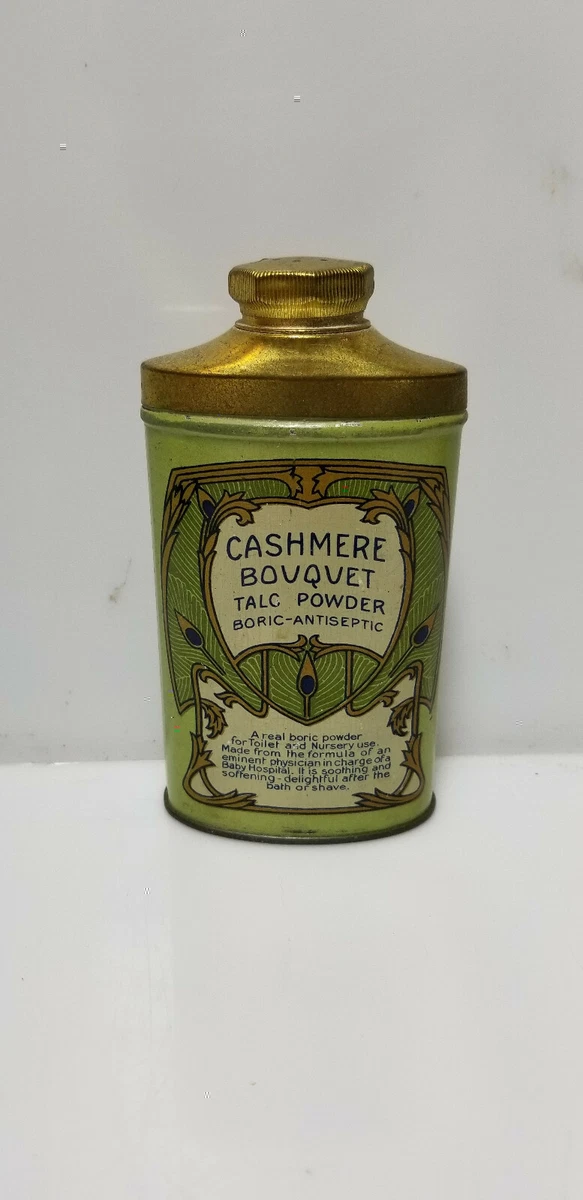 CASHMERE
BOUQUET
TALC POWDER
BORIC-ANTISEPTIC
A real boric powder
for Toilet and Nursery use.
Made from the formula of an
eminent physician in charge of a
Baby Hospital. It is soothing and
soffening - delightful after the
bath or shave.